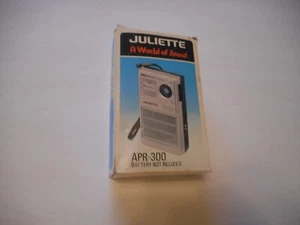 JULIETTE
A World of Sound
APR-300
BATTERY NOT INCLUDED